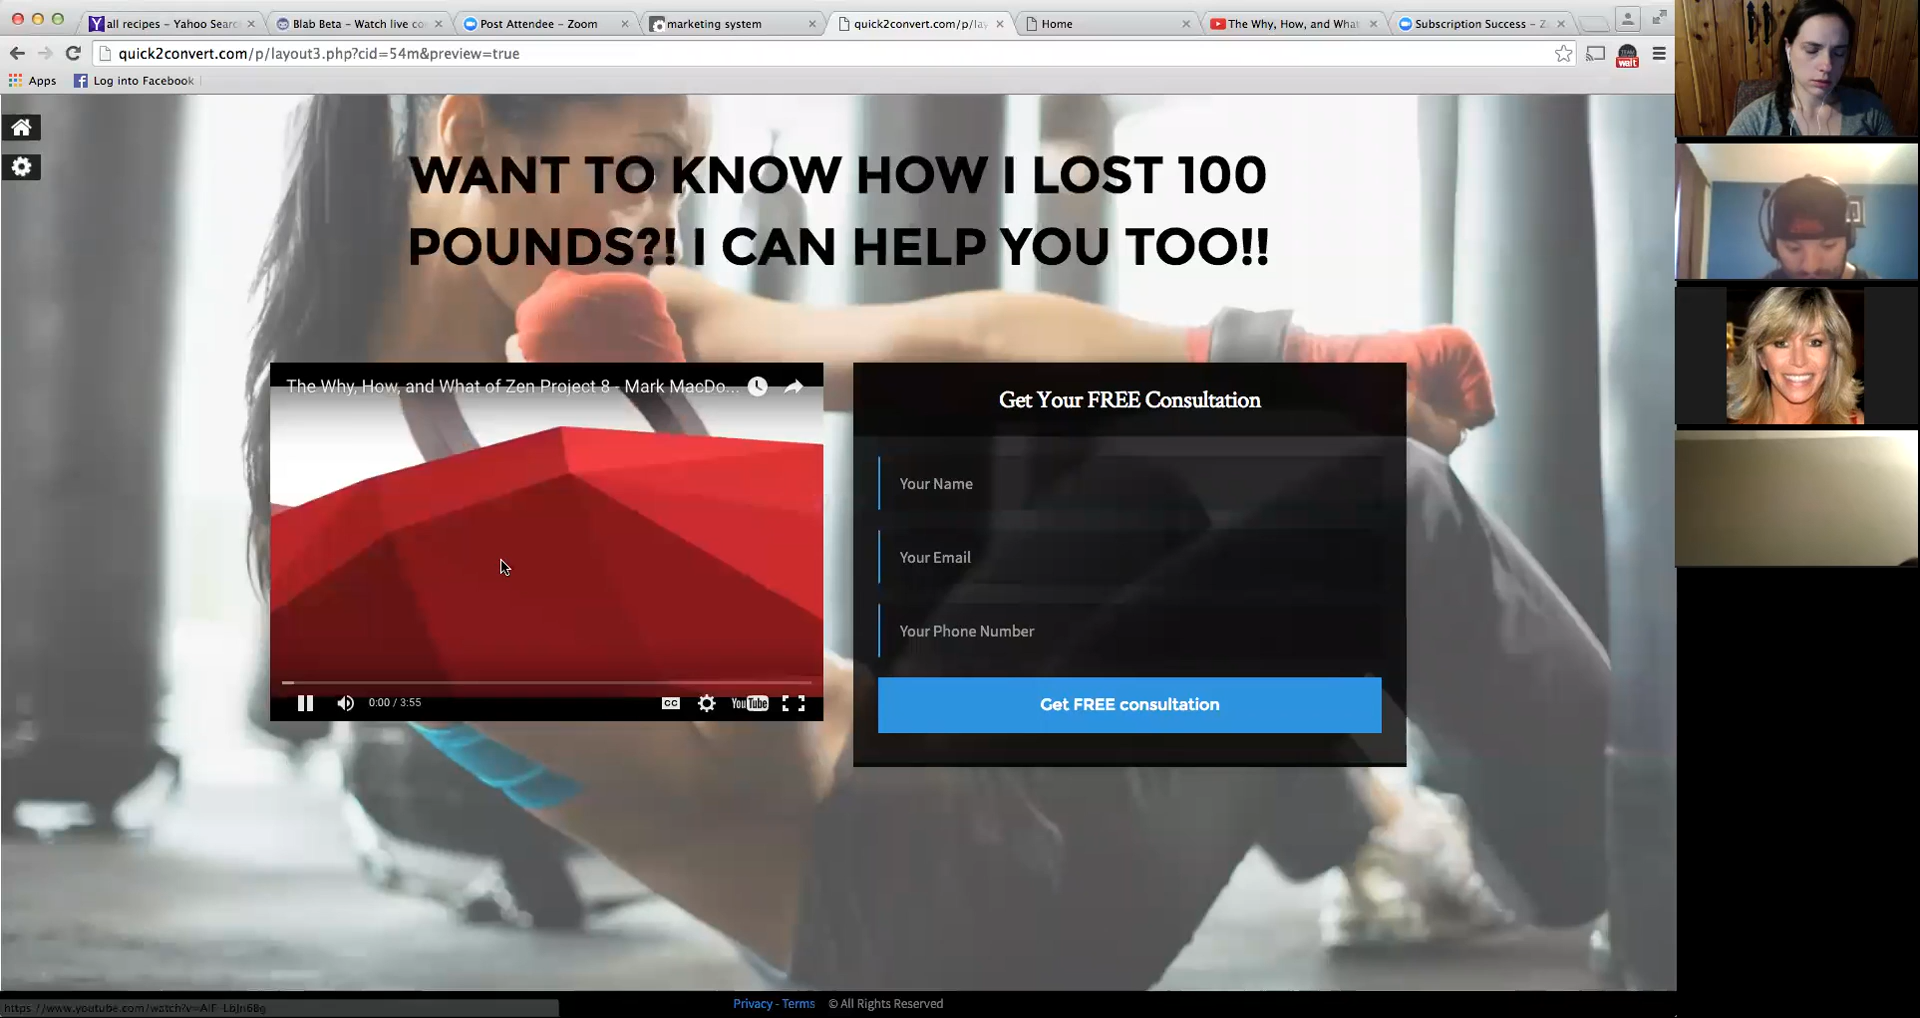 all recipes - Yahoo Searc
Blab Beta - Watch live co
Post Attendee - Zoom
marketing system
quick2convert.com/p/lay
Home
The Why, How, and What
Subscription Success - Z
quick2convert.com/p/layout3.php?cid=54m&preview=true
Apps
Log into Facebook
WANT TO KNOW HOW I LOST 100
POUNDS?! I CAN HELP YOU TOO!!
The Why, How, and What of Zen Project 8 - Mark MacDo...
Get Your FREE Consultation
Your Name
Your Email
Your Phone Number
0:00 / 3:55
CC
YouTube
Get FREE consultation
Privacy - Terms © All Rights Reserved